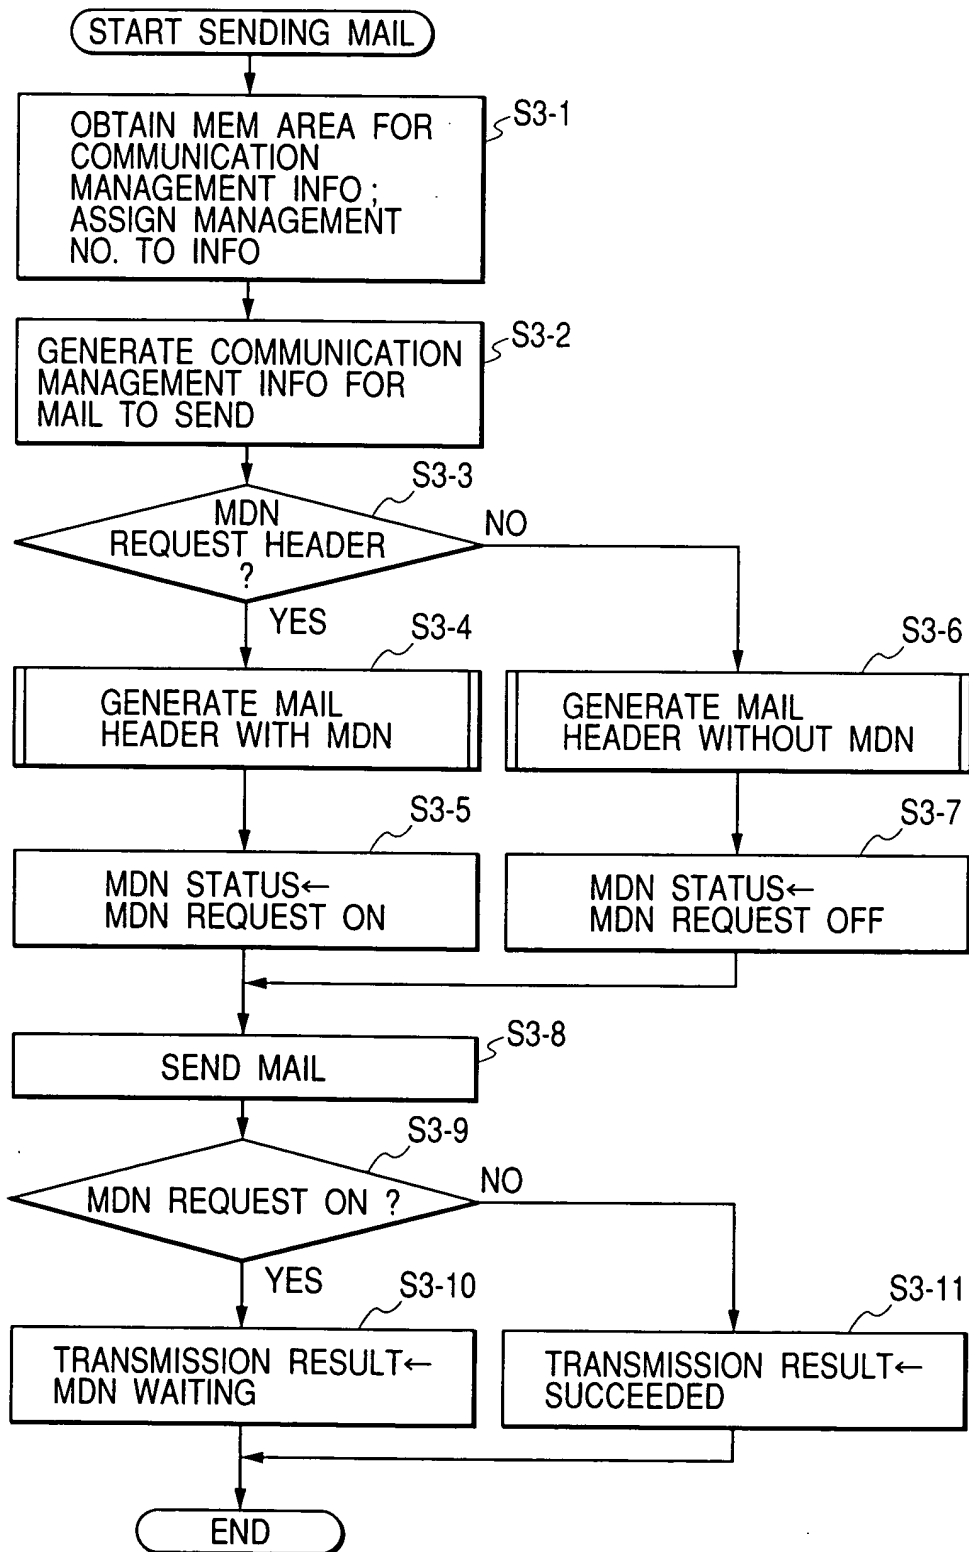 START SENDING MAIL
S3-1
OBTAIN MEM AREA FOR
COMMUNICATION
MANAGEMENT INFO ;
ASSIGN MANAGEMENT
NO. TO INFO
S3-2
GENERATE COMMUNICATION
MANAGEMENT INFO FOR
MAIL TO SEND
S3-3
MDN
REQUEST HEADER
?
NO
YES
S3-4
GENERATE MAIL
HEADER WITH MDN
S3-6
GENERATE MAIL
HEADER WITHOUT MDN
S3-5
MDN STATUS←
MDN REQUEST ON
S3-7
MDN STATUS←
MDN REQUEST OFF
S3-8
SEND MAIL
S3-9
MDN REQUEST ON ?
NO
YES
S3-10
TRANSMISSION RESULT←
MDN WAITING
S3-11
TRANSMISSION RESULT←
SUCCEEDED
END